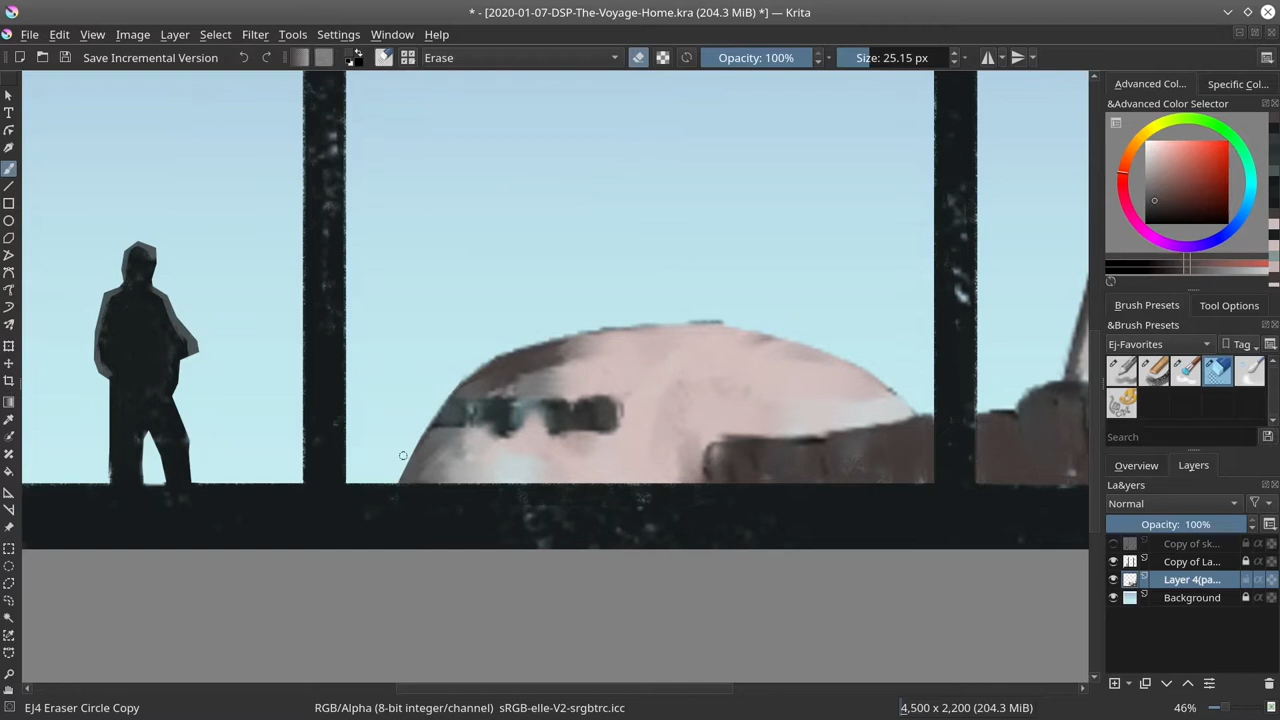 * - [2020-01-07-DSP-The-Voyage-Home.kra (204.3 MiB) *] — Krita
File Edit View Image Layer Select Filter Tools Settings Window Help
Save Incremental Version Erase Opacity: 100% Size: 25.15 px
Advanced Col... Specific Col...
&Advanced Color Selector
Brush Presets Tool Options
&Brush Presets
Ej-Favorites Tag
Search
Overview Layers
La&yers
Normal
Opacity: 100%
Copy of sk...
Copy of La...
Layer 4(pa...
Background
EJ4 Eraser Circle Copy RGB/Alpha (8-bit integer/channel) sRGB-elle-V2-srgbtrc.icc 4,500 x 2,200 (204.3 MiB) 46%